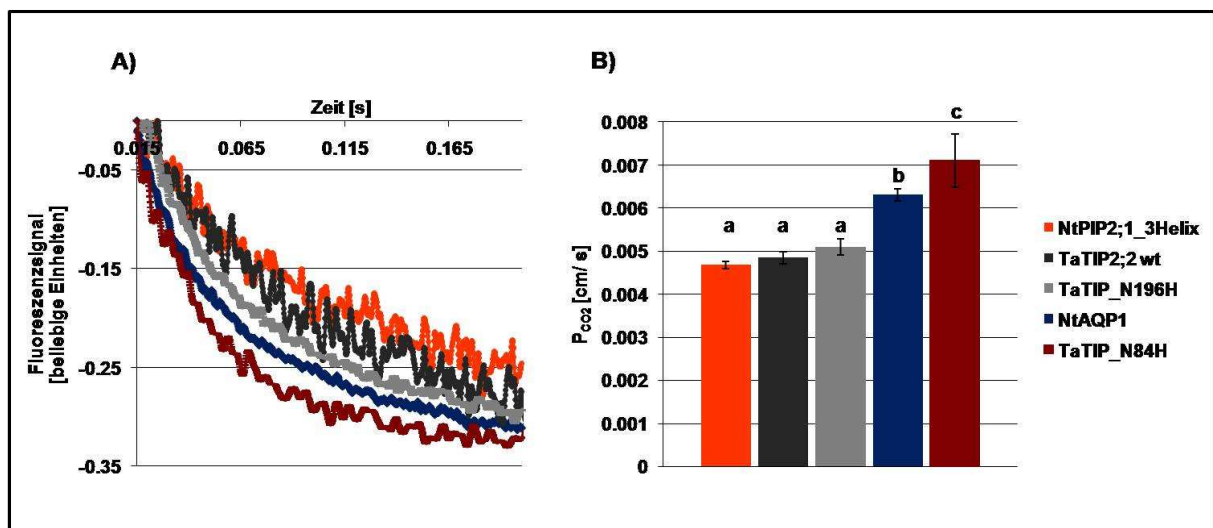 A)
Zeit [s]
0.015 0.065 0.115 0.165
-0.05
-0.15
-0.25
-0.35
Fluoreszenzsignal
[beliebige Einheiten]
B)
0.008
0.007
0.006
0.005
0.004
0.003
0.002
0.001
0
P_CO2 [cm/ s]
a a a b c
NtPIP2;1_3Helix
TaTIP2;2 wt
TaTIP_N196H
NtAQP1
TaTIP_N84H